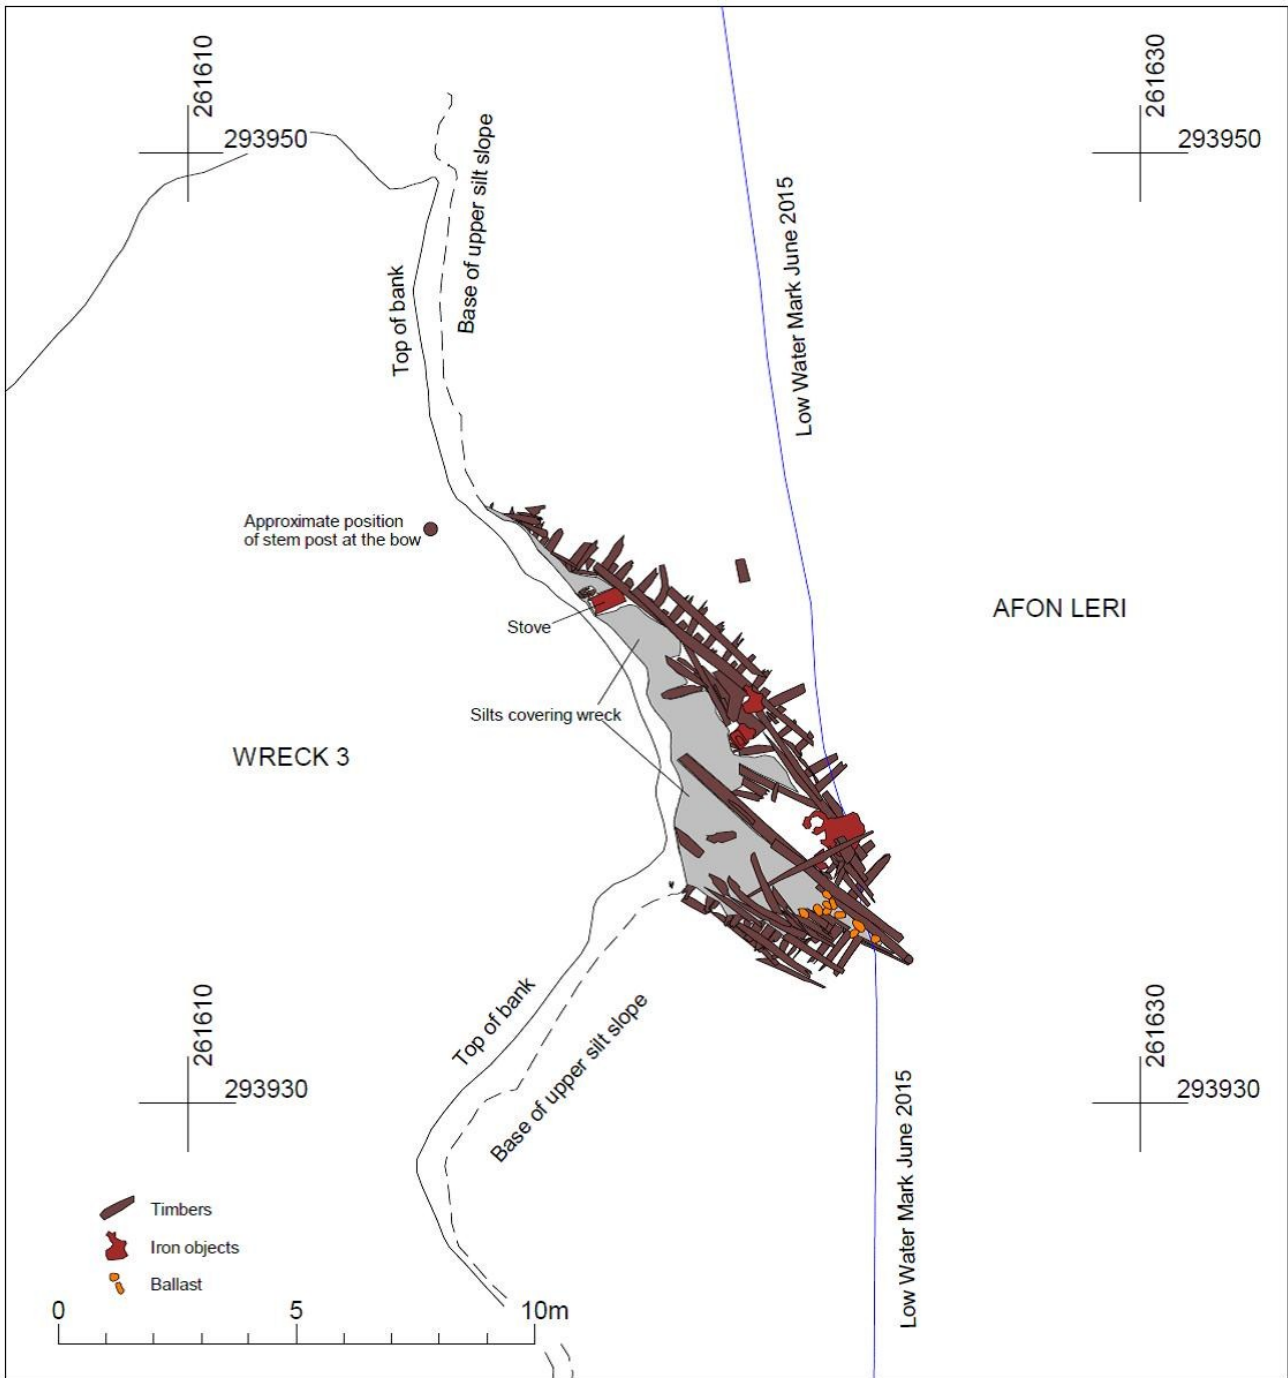 261610
293950
261630
293950
Base of upper silt slope
Top of bank
Low Water Mark June 2015
Approximate position
of stem post at the bow
Stove
AFON LERI
Silts covering wreck
WRECK 3
261610
293930
Top of bank
Base of upper silt slope
261630
293930
Low Water Mark June 2015
Timbers
Iron objects
Ballast
0 5 10m